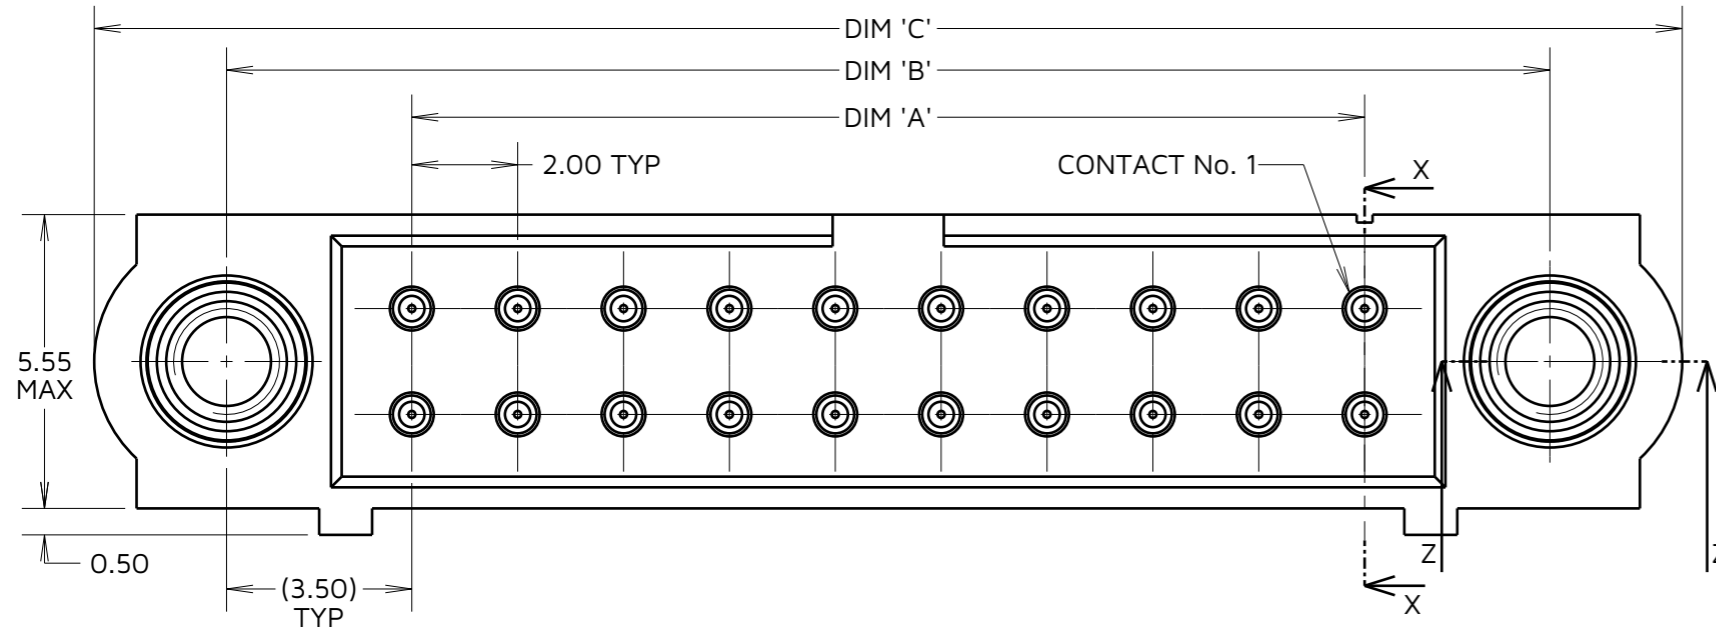 DIM 'C'
DIM 'B'
DIM 'A'
2.00 TYP
CONTACT No. 1
X
5.55
MAX
0.50
(3.50)
TYP
Z
Z
X